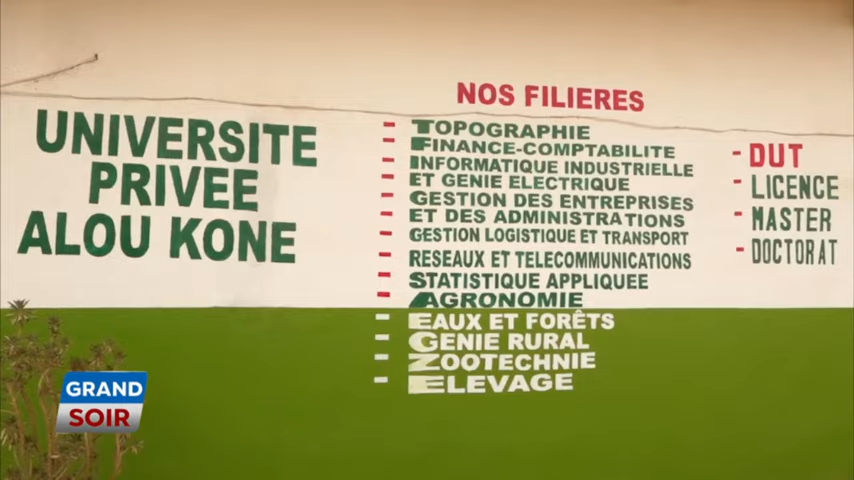 UNIVERSITE
PRIVEE
ALOU KONE
NOS FILIERES
- TOPOGRAPHIE
- FINANCE-COMPTABILITE
- INFORMATIQUE INDUSTRIELLE
- ET GENIE ELECTRIQUE
- GESTION DES ENTREPRISES
- ET DES ADMINISTRATIONS
- GESTION LOGISTIQUE ET TRANSPORT
- RESEAUX ET TELECOMMUNICATIONS
- STATISTIQUE APPLIQUEE
- AGRONOMIE
- EAUX ET FORÊTS
- GENIE RURAL
- ZOOTECHNIE
- ELEVAGE
- DUT
- LICENCE
- MASTER
- DOCTORAT
GRAND
SOIR